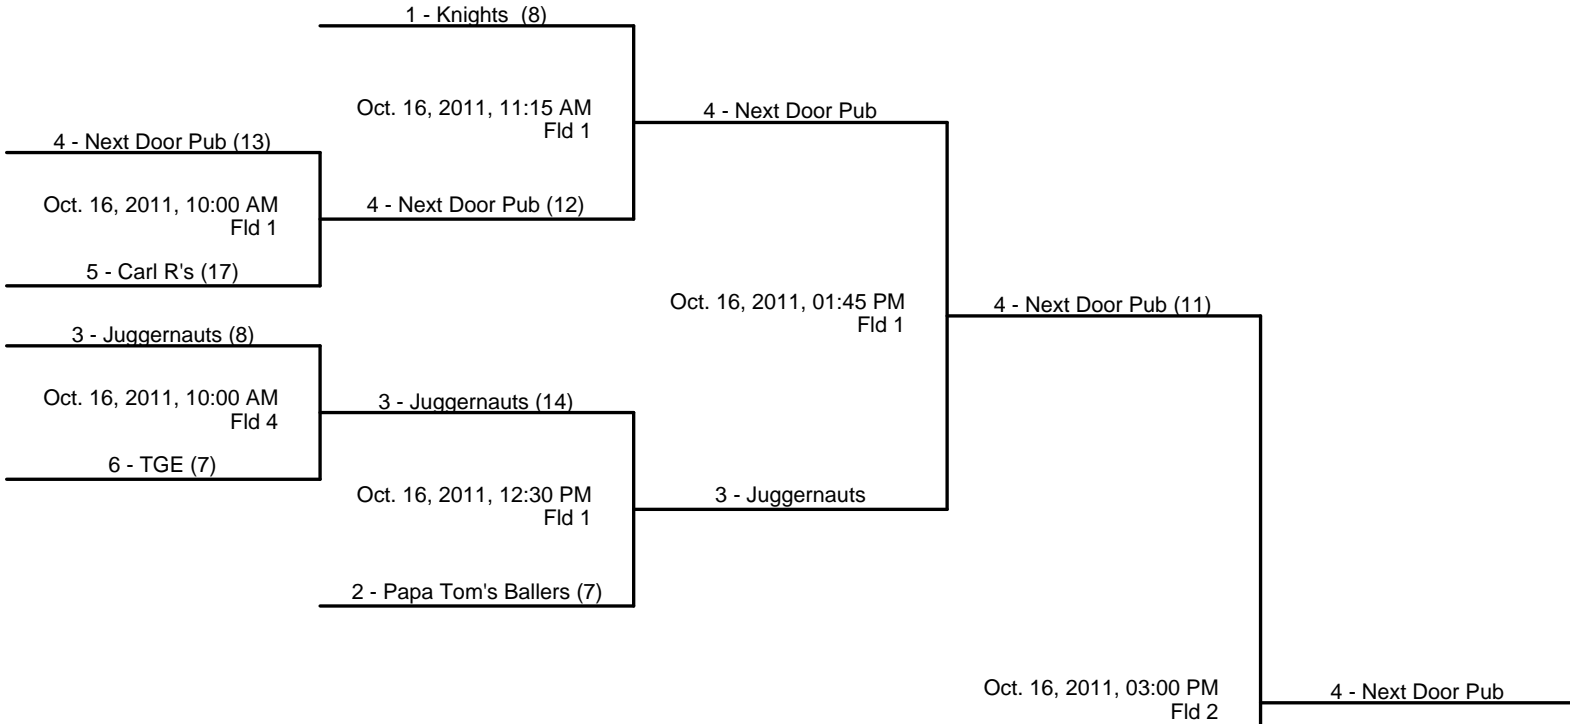 1 - Knights (8)
Oct. 16, 2011, 11:15 AM
Fld 1
4 - Next Door Pub
4 - Next Door Pub (13)
Oct. 16, 2011, 10:00 AM
Fld 1
4 - Next Door Pub (12)
5 - Carl R's (17)
Oct. 16, 2011, 01:45 PM
Fld 1
4 - Next Door Pub (11)
3 - Juggernauts (8)
Oct. 16, 2011, 10:00 AM
Fld 4
3 - Juggernauts (14)
6 - TGE (7)
Oct. 16, 2011, 12:30 PM
Fld 1
3 - Juggernauts
2 - Papa Tom's Ballers (7)
Oct. 16, 2011, 03:00 PM
Fld 2
4 - Next Door Pub